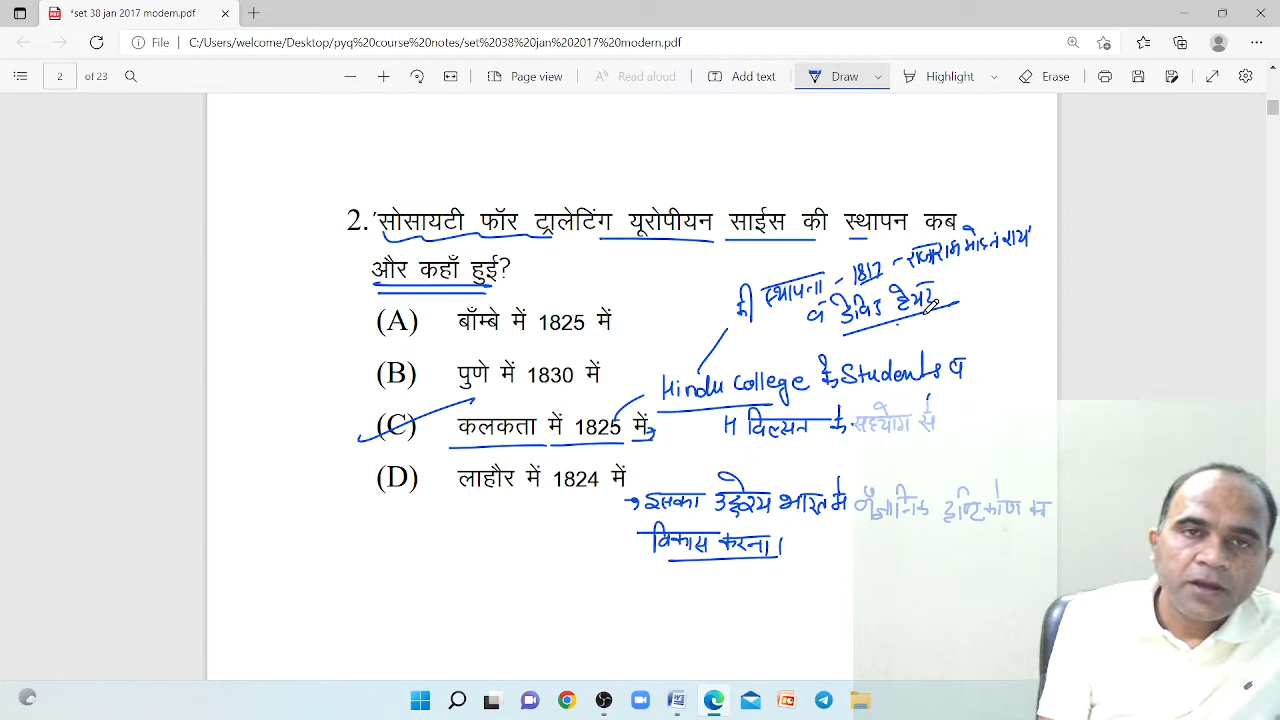 *set 38 jan 2017 modern.pdf
File C:/Users/welcome/Desktop/pyq%20course%20notes/set%2038%20jan%202017%20modern.pdf
2 of 23 Page view Read aloud Add text Draw Highlight Erase
2. 'सोसायटी फॉर ट्रालेटिंग यूरोपीयन साईस की स्थापन कब
और कहाँ हुई?
की स्थापना - 1817 - राजाराम मोहन राय
व डेविड हेयर
(A) बॉम्बे में 1825 में
(B) पुणे में 1830 में
Hindu College के Students व
(C) कलकता में 1825 में
विल्सन के सहयोग से
(D) लाहौर में 1824 में
→ इसका उद्देश्य भारत में वैज्ञानिक दृष्टिकोण का
विकास करना।